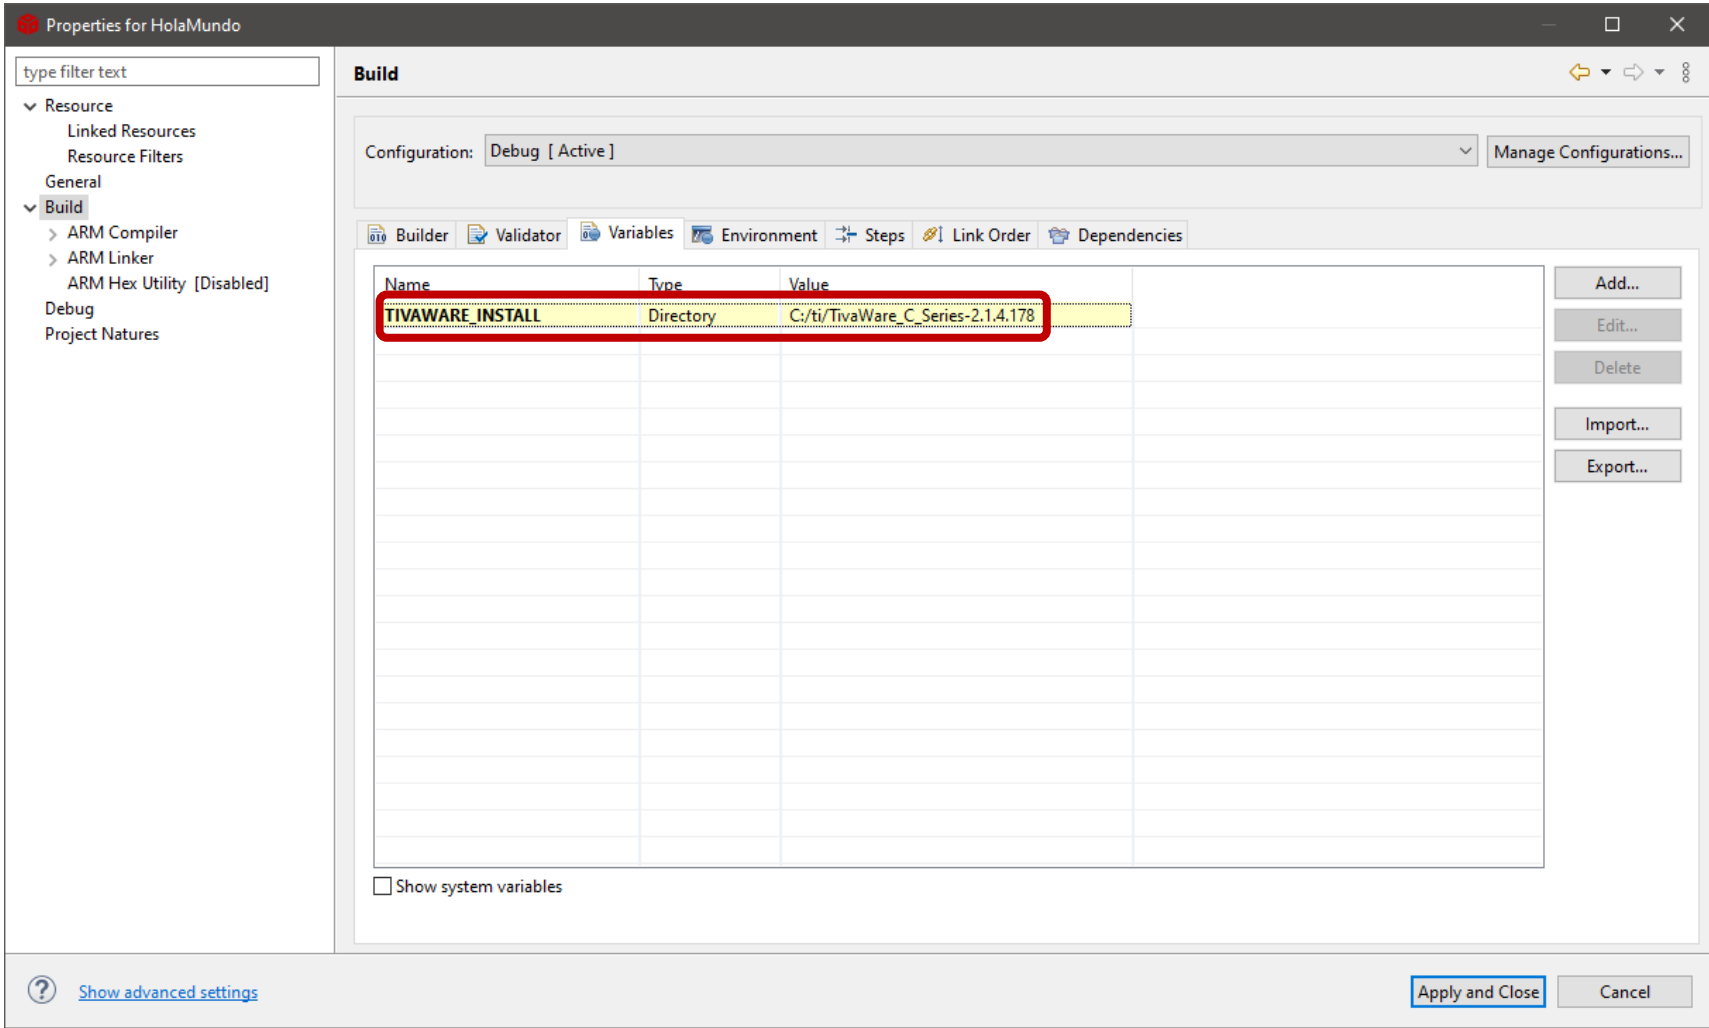 Properties for HolaMundo
type filter text
Resource
Linked Resources
Resource Filters
General
Build
ARM Compiler
ARM Linker
ARM Hex Utility [Disabled]
Debug
Project Natures
Build
Configuration: Debug [ Active ] Manage Configurations...
Builder Validator Variables Environment Steps Link Order Dependencies
Name Type Value
TIVAWARE_INSTALL Directory C:/ti/TivaWare_C_Series-2.1.4.178
Add...
Edit...
Delete
Import...
Export...
Show system variables
Show advanced settings
Apply and Close Cancel